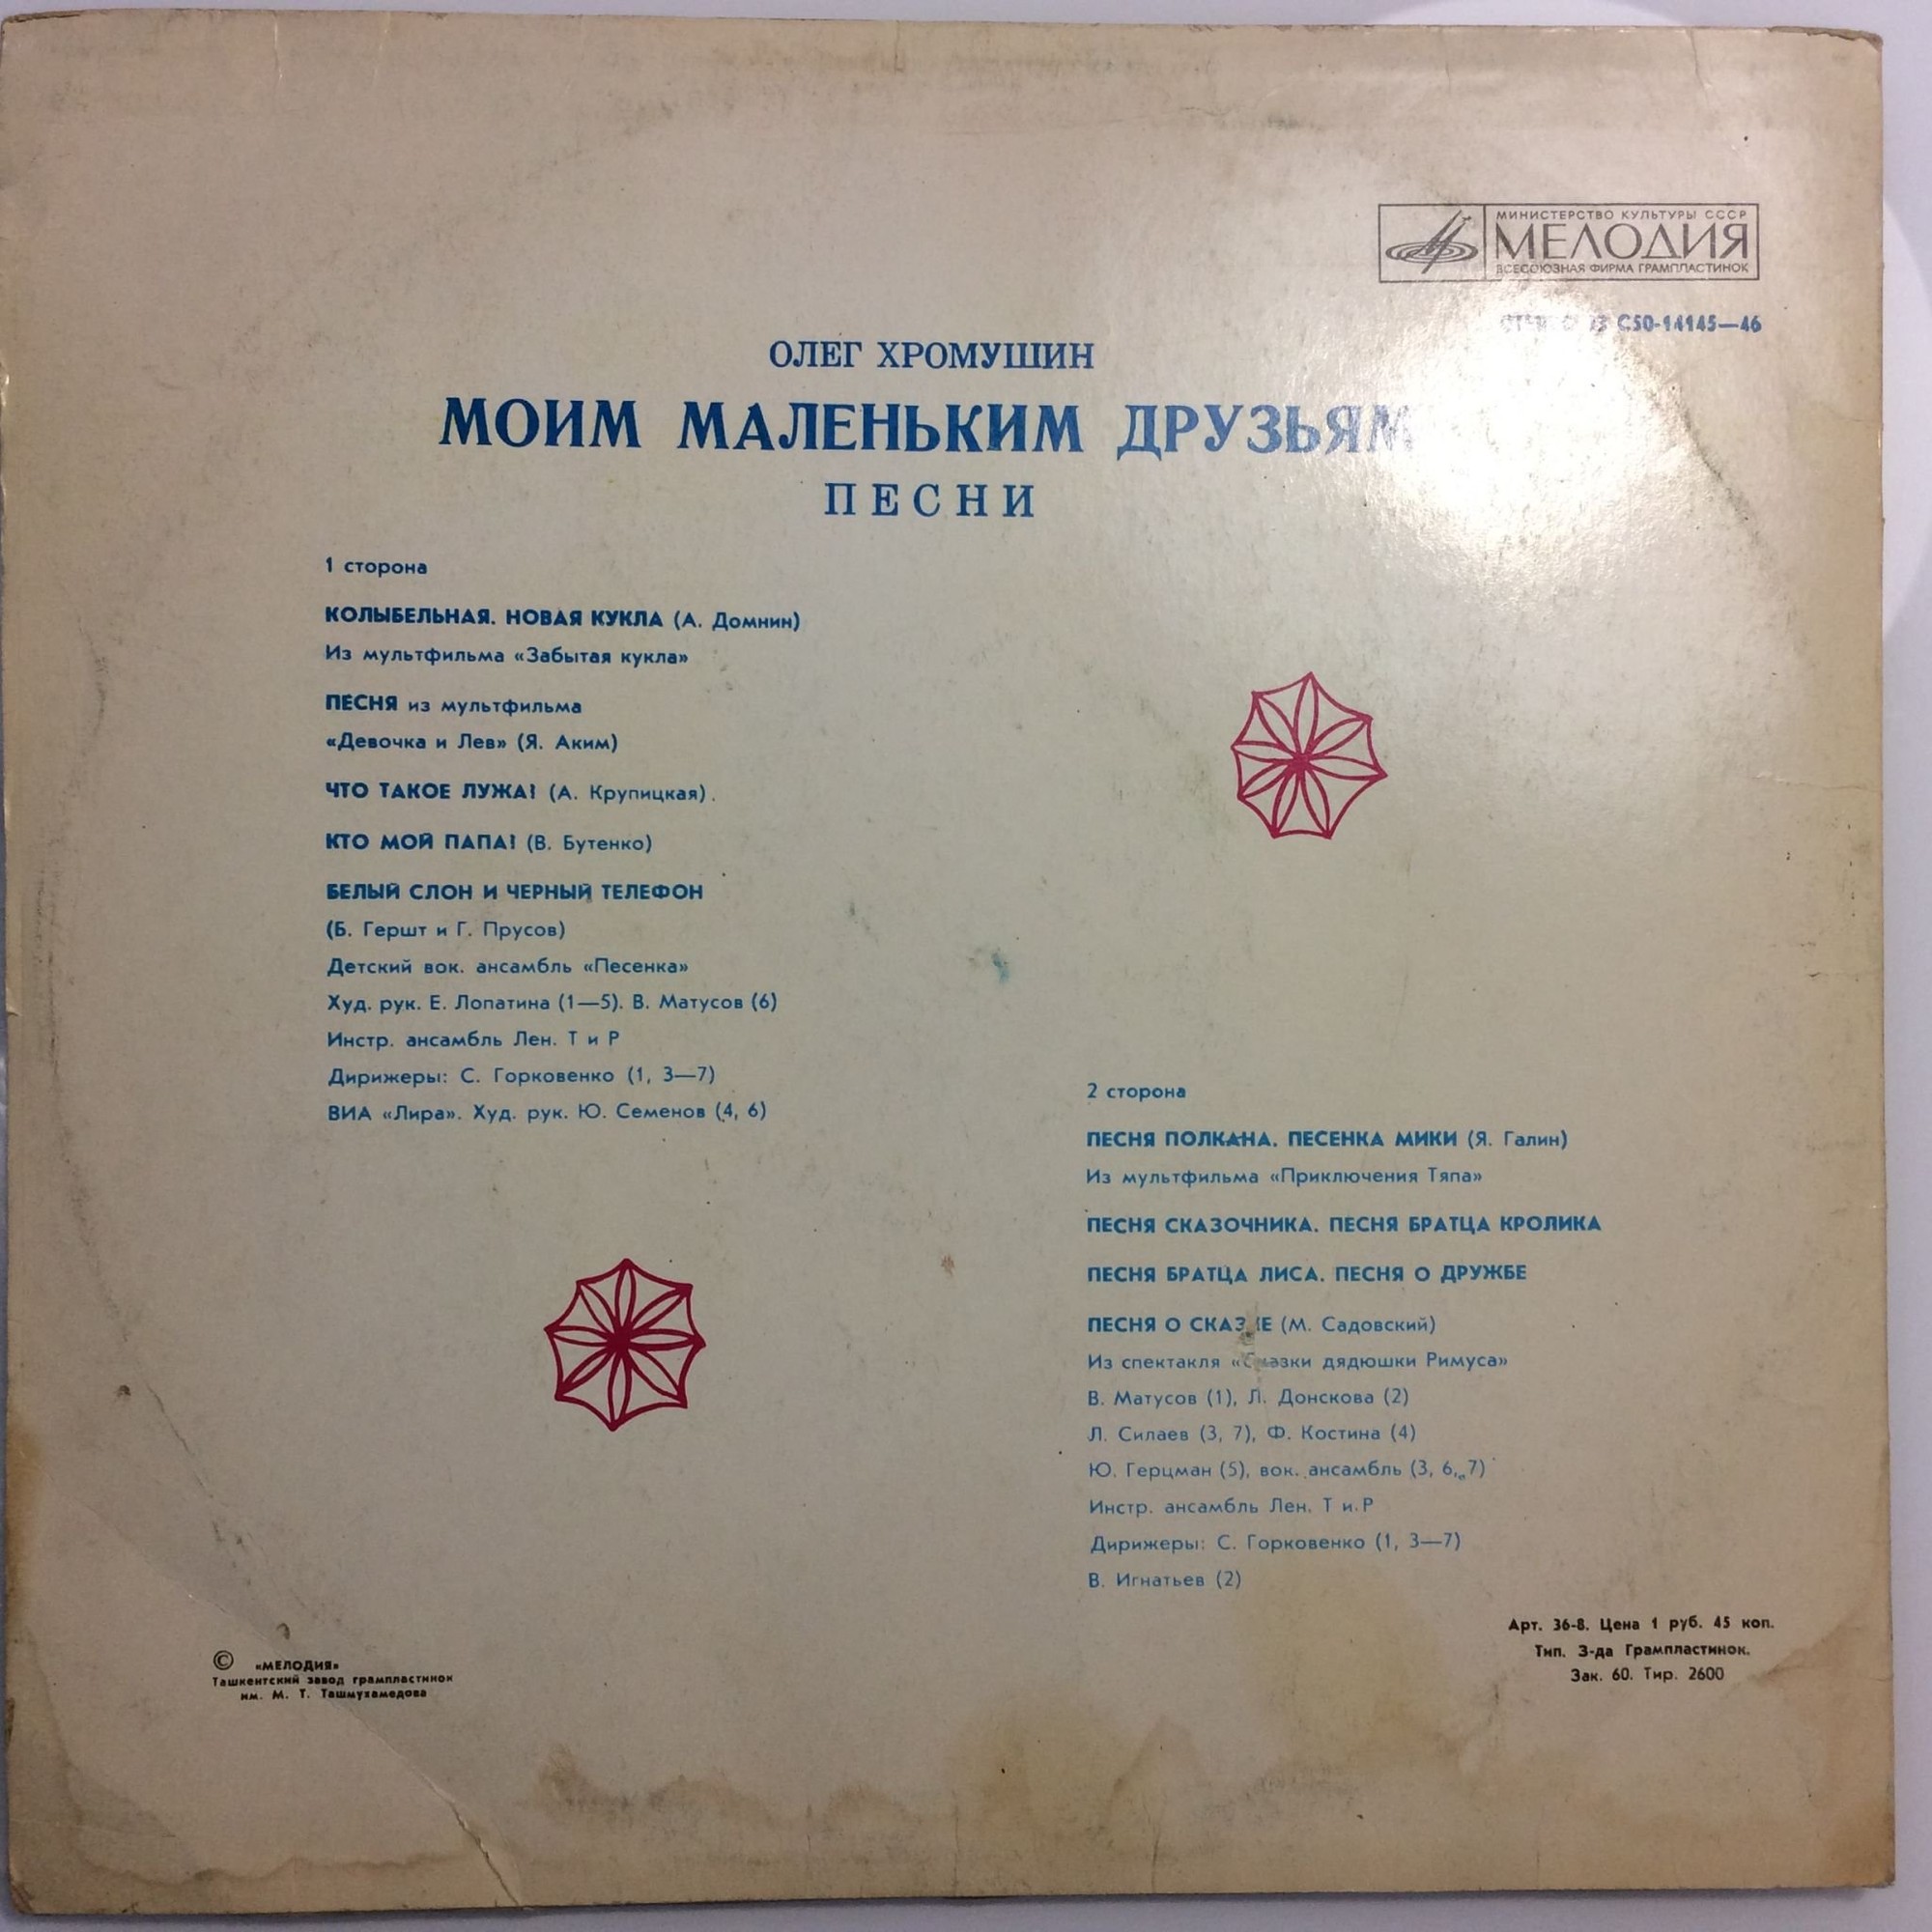 МИНИСТЕРСТВО КУЛЬТУРЫ СССР
МЕЛОДИЯ
ВСЕСОЮЗНАЯ ФИРМА ГРАМПЛАСТИНОК
С50-14145—46
ОЛЕГ ХРОМУШИН
МОИМ МАЛЕНЬКИМ ДРУЗЬЯМ
ПЕСНИ
1 сторона
КОЛЫБЕЛЬНАЯ. НОВАЯ КУКЛА (А. Домнин)
Из мультфильма «Забытая кукла»
ПЕСНЯ из мультфильма
«Девочка и Лев» (Я. Аким)
ЧТО ТАКОЕ ЛУЖА? (А. Крупицкая).
КТО МОЙ ПАПА? (В. Бутенко)
БЕЛЫЙ СЛОН И ЧЕРНЫЙ ТЕЛЕФОН
(Б. Гершт и Г. Прусов)
Детский вок. ансамбль «Песенка»
Худ. рук. Е. Лопатина (1—5). В. Матусов (6)
Инстр. ансамбль Лен. Т и Р
Дирижеры: С. Горковенко (1, 3—7)
ВИА «Лира». Худ. рук. Ю. Семенов (4, 6)
2 сторона
ПЕСНЯ ПОЛКАНА. ПЕСЕНКА МИКИ (Я. Галин)
Из мультфильма «Приключения Тяпа»
ПЕСНЯ СКАЗОЧНИКА. ПЕСНЯ БРАТЦА КРОЛИКА
ПЕСНЯ БРАТЦА ЛИСА. ПЕСНЯ О ДРУЖБЕ
ПЕСНЯ О СКАЗКЕ (М. Садовский)
Из спектакля «Сказки дядюшки Римуса»
В. Матусов (1), Л. Донскова (2)
Л. Силаев (3, 7), Ф. Костина (4)
Ю. Герцман (5), вок. ансамбль (3, 6, 7)
Инстр. ансамбль Лен. Т и Р
Дирижеры: С. Горковенко (1, 3—7)
В. Игнатьев (2)
Арт. 36-8. Цена 1 руб. 45 коп.
Тип. З-да Грампластинок.
Зак. 60. Тир. 2600
© «МЕЛОДИЯ»
Ташкентский завод грампластинок
им. М. Т. Ташмухамедова